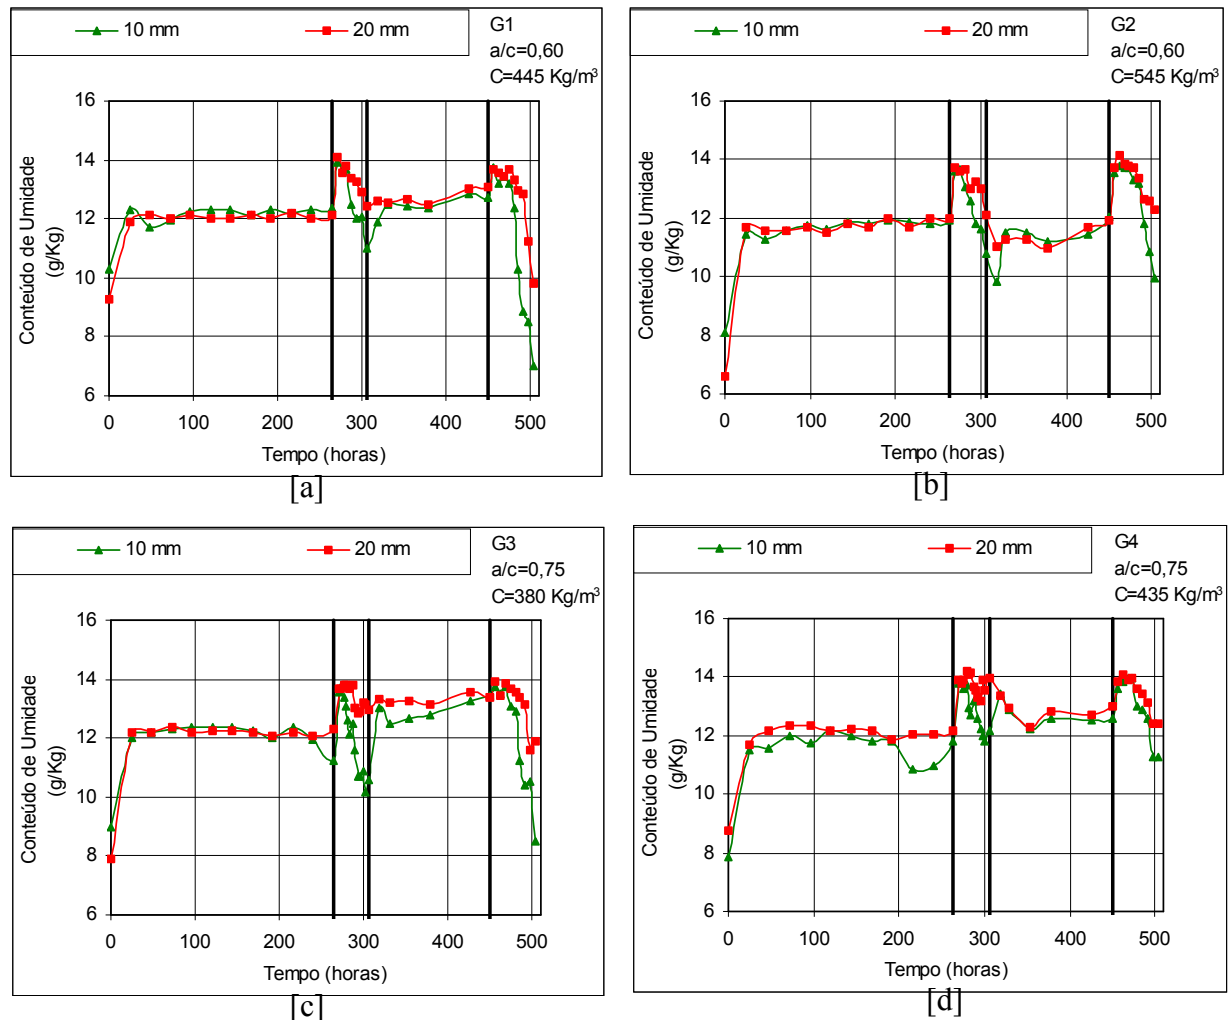 10 mm 20 mm
G1
a/c=0,60
C=445 Kg/m³
Conteúdo de Umidade
(g/Kg)
16
14
12
10
8
6
0 100 200 300 400 500
Tempo (horas)
[a]
10 mm 20 mm
G2
a/c=0,60
C=545 Kg/m³
Conteúdo de Umidade
(g/Kg)
16
14
12
10
8
6
0 100 200 300 400 500
Tempo (horas)
[b]
10 mm 20 mm
G3
a/c=0,75
C=380 Kg/m³
Conteúdo de Umidade
(g/Kg)
16
14
12
10
8
6
0 100 200 300 400 500
Tempo (horas)
[c]
10 mm 20 mm
G4
a/c=0,75
C=435 Kg/m³
Conteúdo de Umidade
(g/Kg)
16
14
12
10
8
6
0 100 200 300 400 500
Tempo (horas)
[d]